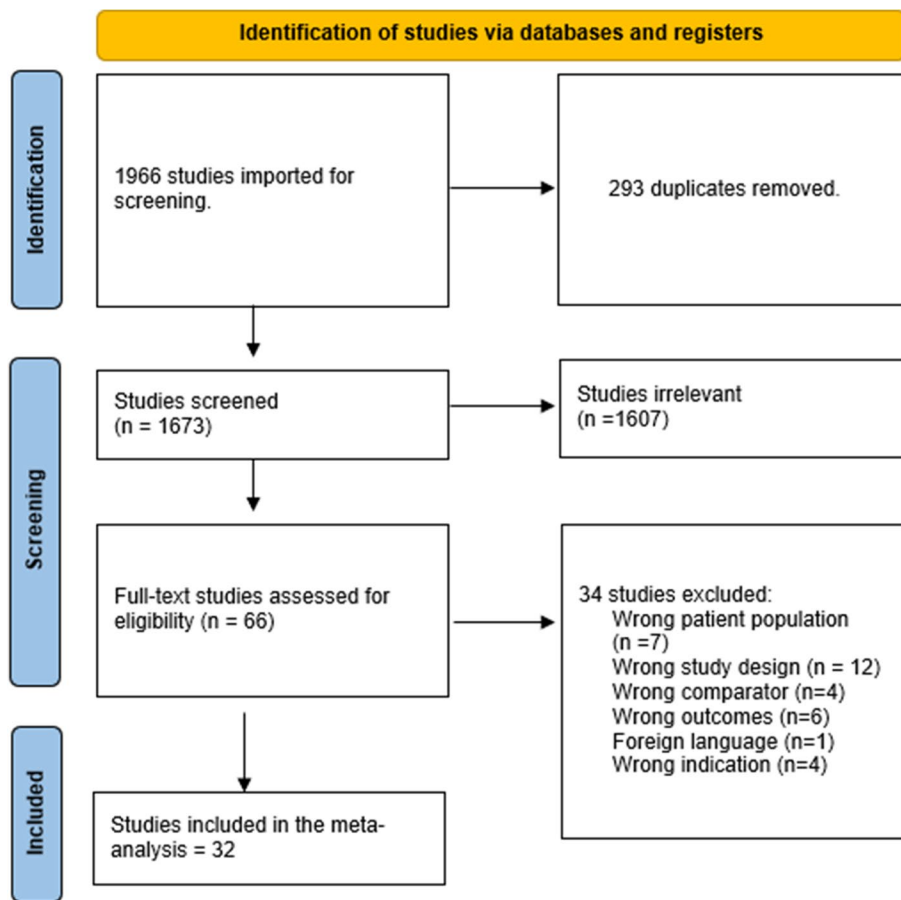 Identification of studies via databases and registers
Identification
1966 studies imported for
screening.
293 duplicates removed.
Screening
Studies screened
(n = 1673)
Studies irrelevant
(n =1607)
Full-text studies assessed for
eligibility (n = 66)
34 studies excluded:
Wrong patient population
(n =7)
Wrong study design (n = 12)
Wrong comparator (n=4)
Wrong outcomes (n=6)
Foreign language (n=1)
Wrong indication (n=4)
Included
Studies included in the meta-
analysis = 32